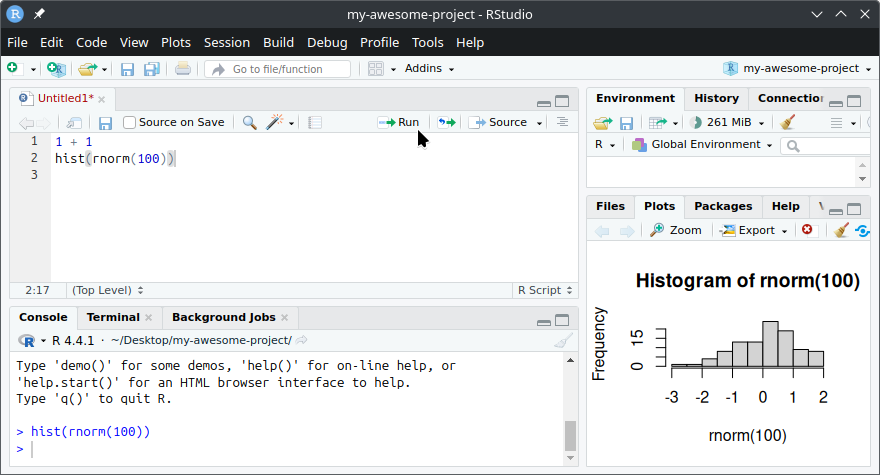 my-awesome-project - RStudio
File Edit Code View Plots Session Build Debug Profile Tools Help
Go to file/function Addins my-awesome-project
Untitled1*
Source on Save Run Source
1 1 + 1
2 hist(rnorm(100))
3
2:17 (Top Level) R Script
Console Terminal Background Jobs
R 4.4.1 · ~/Desktop/my-awesome-project/
Type 'demo()' for some demos, 'help()' for on-line help, or
'help.start()' for an HTML browser interface to help.
Type 'q()' to quit R.
> hist(rnorm(100))
>
Environment History
R 261 MiB
R Global Environment
Files Plots Packages Help
Zoom Export
Histogram of rnorm(100)
Frequency
15
0
-3 -2 -1 0 1 2
rnorm(100)